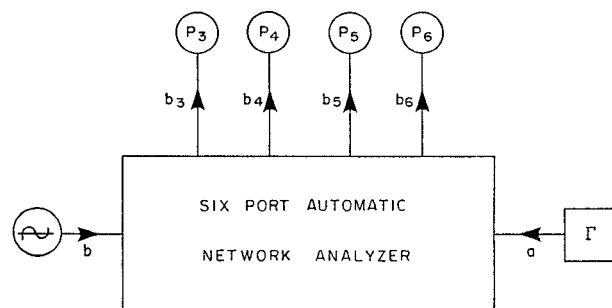 P3 P4 P5 P6
b3 b4 b5 b6
SIX PORT AUTOMATIC
NETWORK ANALYZER
b a Γ